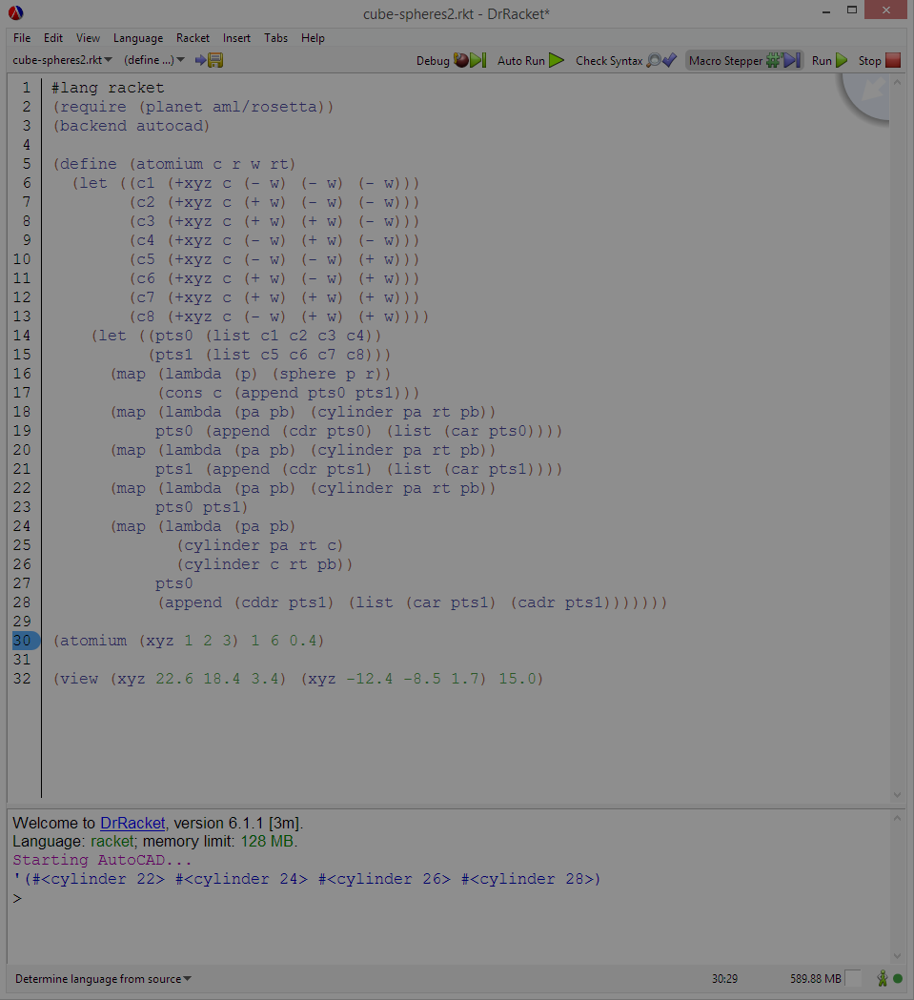 cube-spheres2.rkt - DrRacket*
File Edit View Language Racket Insert Tabs Help
cube-spheres2.rkt (define ...) Debug Auto Run Check Syntax Macro Stepper Run Stop
1 #lang racket
2 (require (planet aml/rosetta))
3 (backend autocad)
4
5 (define (atomium c r w rt)
6 (let ((c1 (+xyz c (- w) (- w) (- w)))
7 (c2 (+xyz c (+ w) (- w) (- w)))
8 (c3 (+xyz c (+ w) (+ w) (- w)))
9 (c4 (+xyz c (- w) (+ w) (- w)))
10 (c5 (+xyz c (- w) (- w) (+ w)))
11 (c6 (+xyz c (+ w) (- w) (+ w)))
12 (c7 (+xyz c (+ w) (+ w) (+ w)))
13 (c8 (+xyz c (- w) (+ w) (+ w))))
14 (let ((pts0 (list c1 c2 c3 c4))
15 (pts1 (list c5 c6 c7 c8)))
16 (map (lambda (p) (sphere p r))
17 (cons c (append pts0 pts1)))
18 (map (lambda (pa pb) (cylinder pa rt pb))
19 pts0 (append (cdr pts0) (list (car pts0))))
20 (map (lambda (pa pb) (cylinder pa rt pb))
21 pts1 (append (cdr pts1) (list (car pts1))))
22 (map (lambda (pa pb) (cylinder pa rt pb))
23 pts0 pts1)
24 (map (lambda (pa pb)
25 (cylinder pa rt c)
26 (cylinder c rt pb))
27 pts0
28 (append (cddr pts1) (list (car pts1) (cadr pts1)))))))
29
30 (atomium (xyz 1 2 3) 1 6 0.4)
31
32 (view (xyz 22.6 18.4 3.4) (xyz -12.4 -8.5 1.7) 15.0)
Welcome to DrRacket, version 6.1.1 [3m].
Language: racket; memory limit: 128 MB.
Starting AutoCAD...
'(#<cylinder 22> #<cylinder 24> #<cylinder 26> #<cylinder 28>)
>
Determine language from source 30:29 589.88 MB